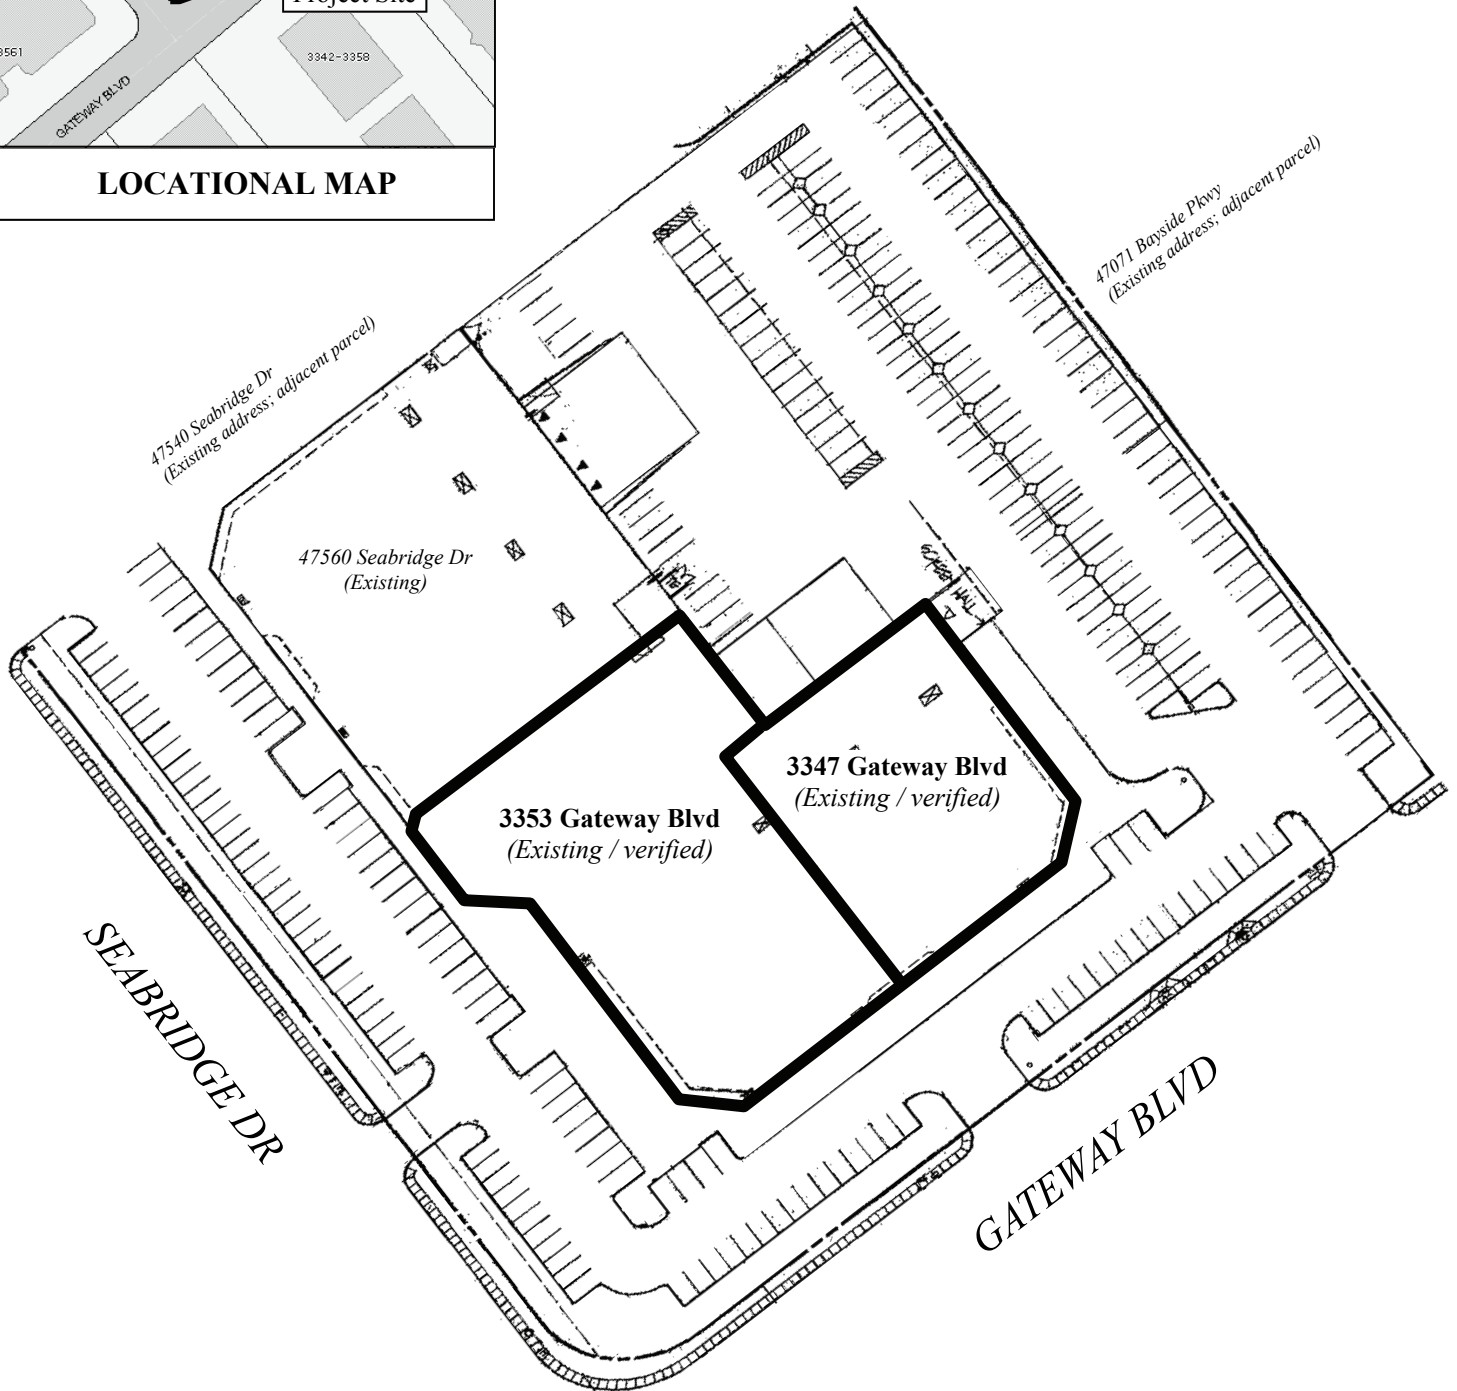 Project Site
3561
3342-3358
GATEWAY BLVD
LOCATIONAL MAP
47071 Bayside Pkwy
(Existing address; adjacent parcel)
47540 Seabridge Dr
(Existing address; adjacent parcel)
47560 Seabridge Dr
(Existing)
3347 Gateway Blvd
(Existing / verified)
3353 Gateway Blvd
(Existing / verified)
SEABRIDGE DR
GATEWAY BLVD